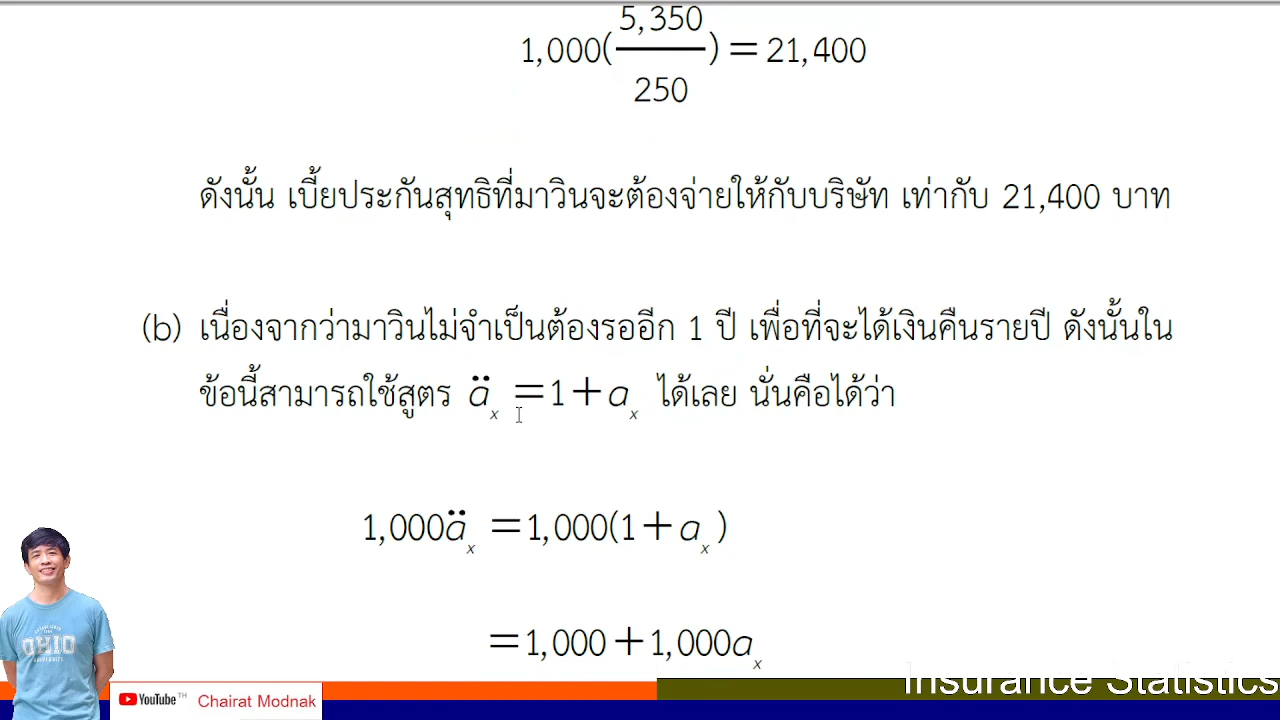 1,000(5,350/250) = 21,400
ดังนั้น เบี้ยประกันสุทธิที่มาวินจะต้องจ่ายให้กับบริษัท เท่ากับ 21,400 บาท
(b) เนื่องจากว่ามาวินไม่จำเป็นต้องรออีก 1 ปี เพื่อที่จะได้เงินคืนรายปี ดังนั้นใน
ข้อนี้สามารถใช้สูตร äₓ = 1 + aₓ ได้เลย นั่นคือได้ว่า
1,000äₓ = 1,000(1 + aₓ)
= 1,000 + 1,000aₓ
OHIO
UNIVERSITY
YouTube TH Chairat Modnak
Insurance Statistics